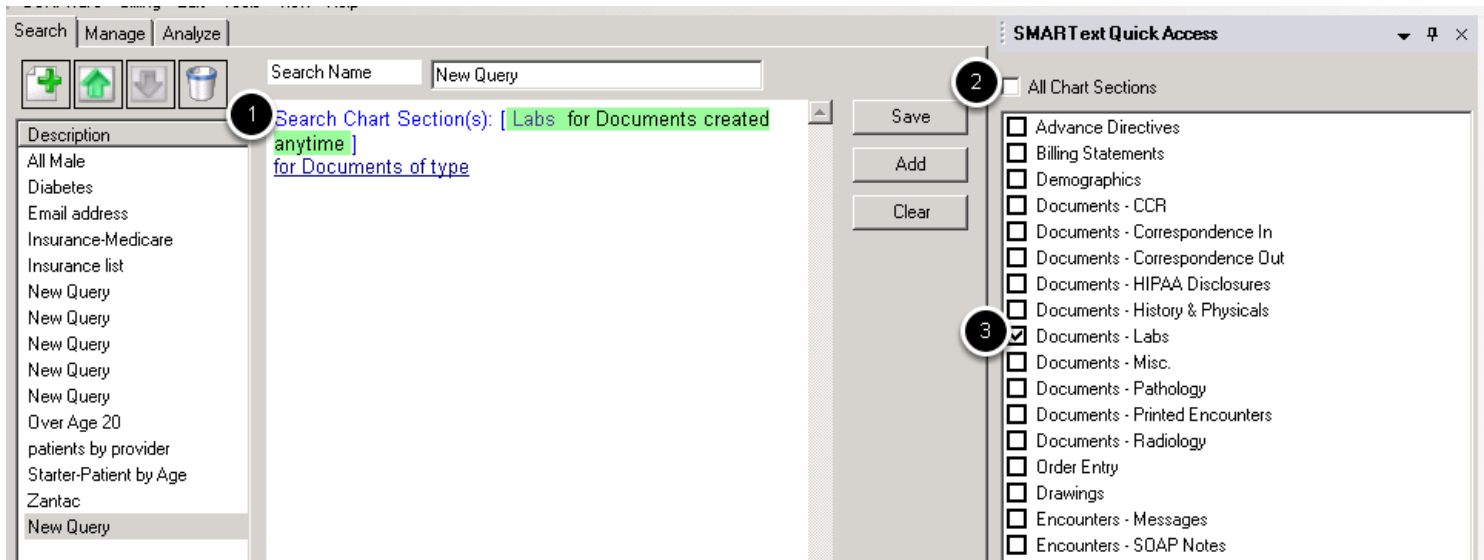 Search Manage Analyze
SMARText Quick Access
Search Name New Query
2
All Chart Sections
1
Search Chart Section(s): [ Labs for Documents created
anytime ]
for Documents of type
Save
Add
Clear
Description
All Male
Diabetes
Email address
Insurance-Medicare
Insurance list
New Query
New Query
New Query
New Query
New Query
Over Age 20
patients by provider
Starter-Patient by Age
Zantac
New Query
Advance Directives
Billing Statements
Demographics
Documents - CCR
Documents - Correspondence In
Documents - Correspondence Out
Documents - HIPAA Disclosures
Documents - History & Physicals
3
Documents - Labs
Documents - Misc.
Documents - Pathology
Documents - Printed Encounters
Documents - Radiology
Order Entry
Drawings
Encounters - Messages
Encounters - SOAP Notes